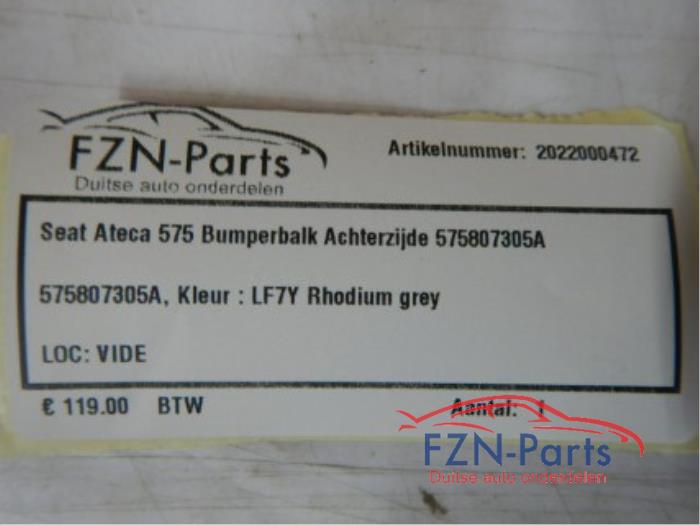 FZN-Parts
Duitse auto onderdelen
Artikelnummer: 2022000472
Seat Ateca 575 Bumperbalk Achterzijde 575807305A
575807305A, Kleur : LF7Y Rhodium grey
LOC: VIDE
€ 119.00 BTW
Aantal: 1
FZN-Parts
Duitse auto onderdelen